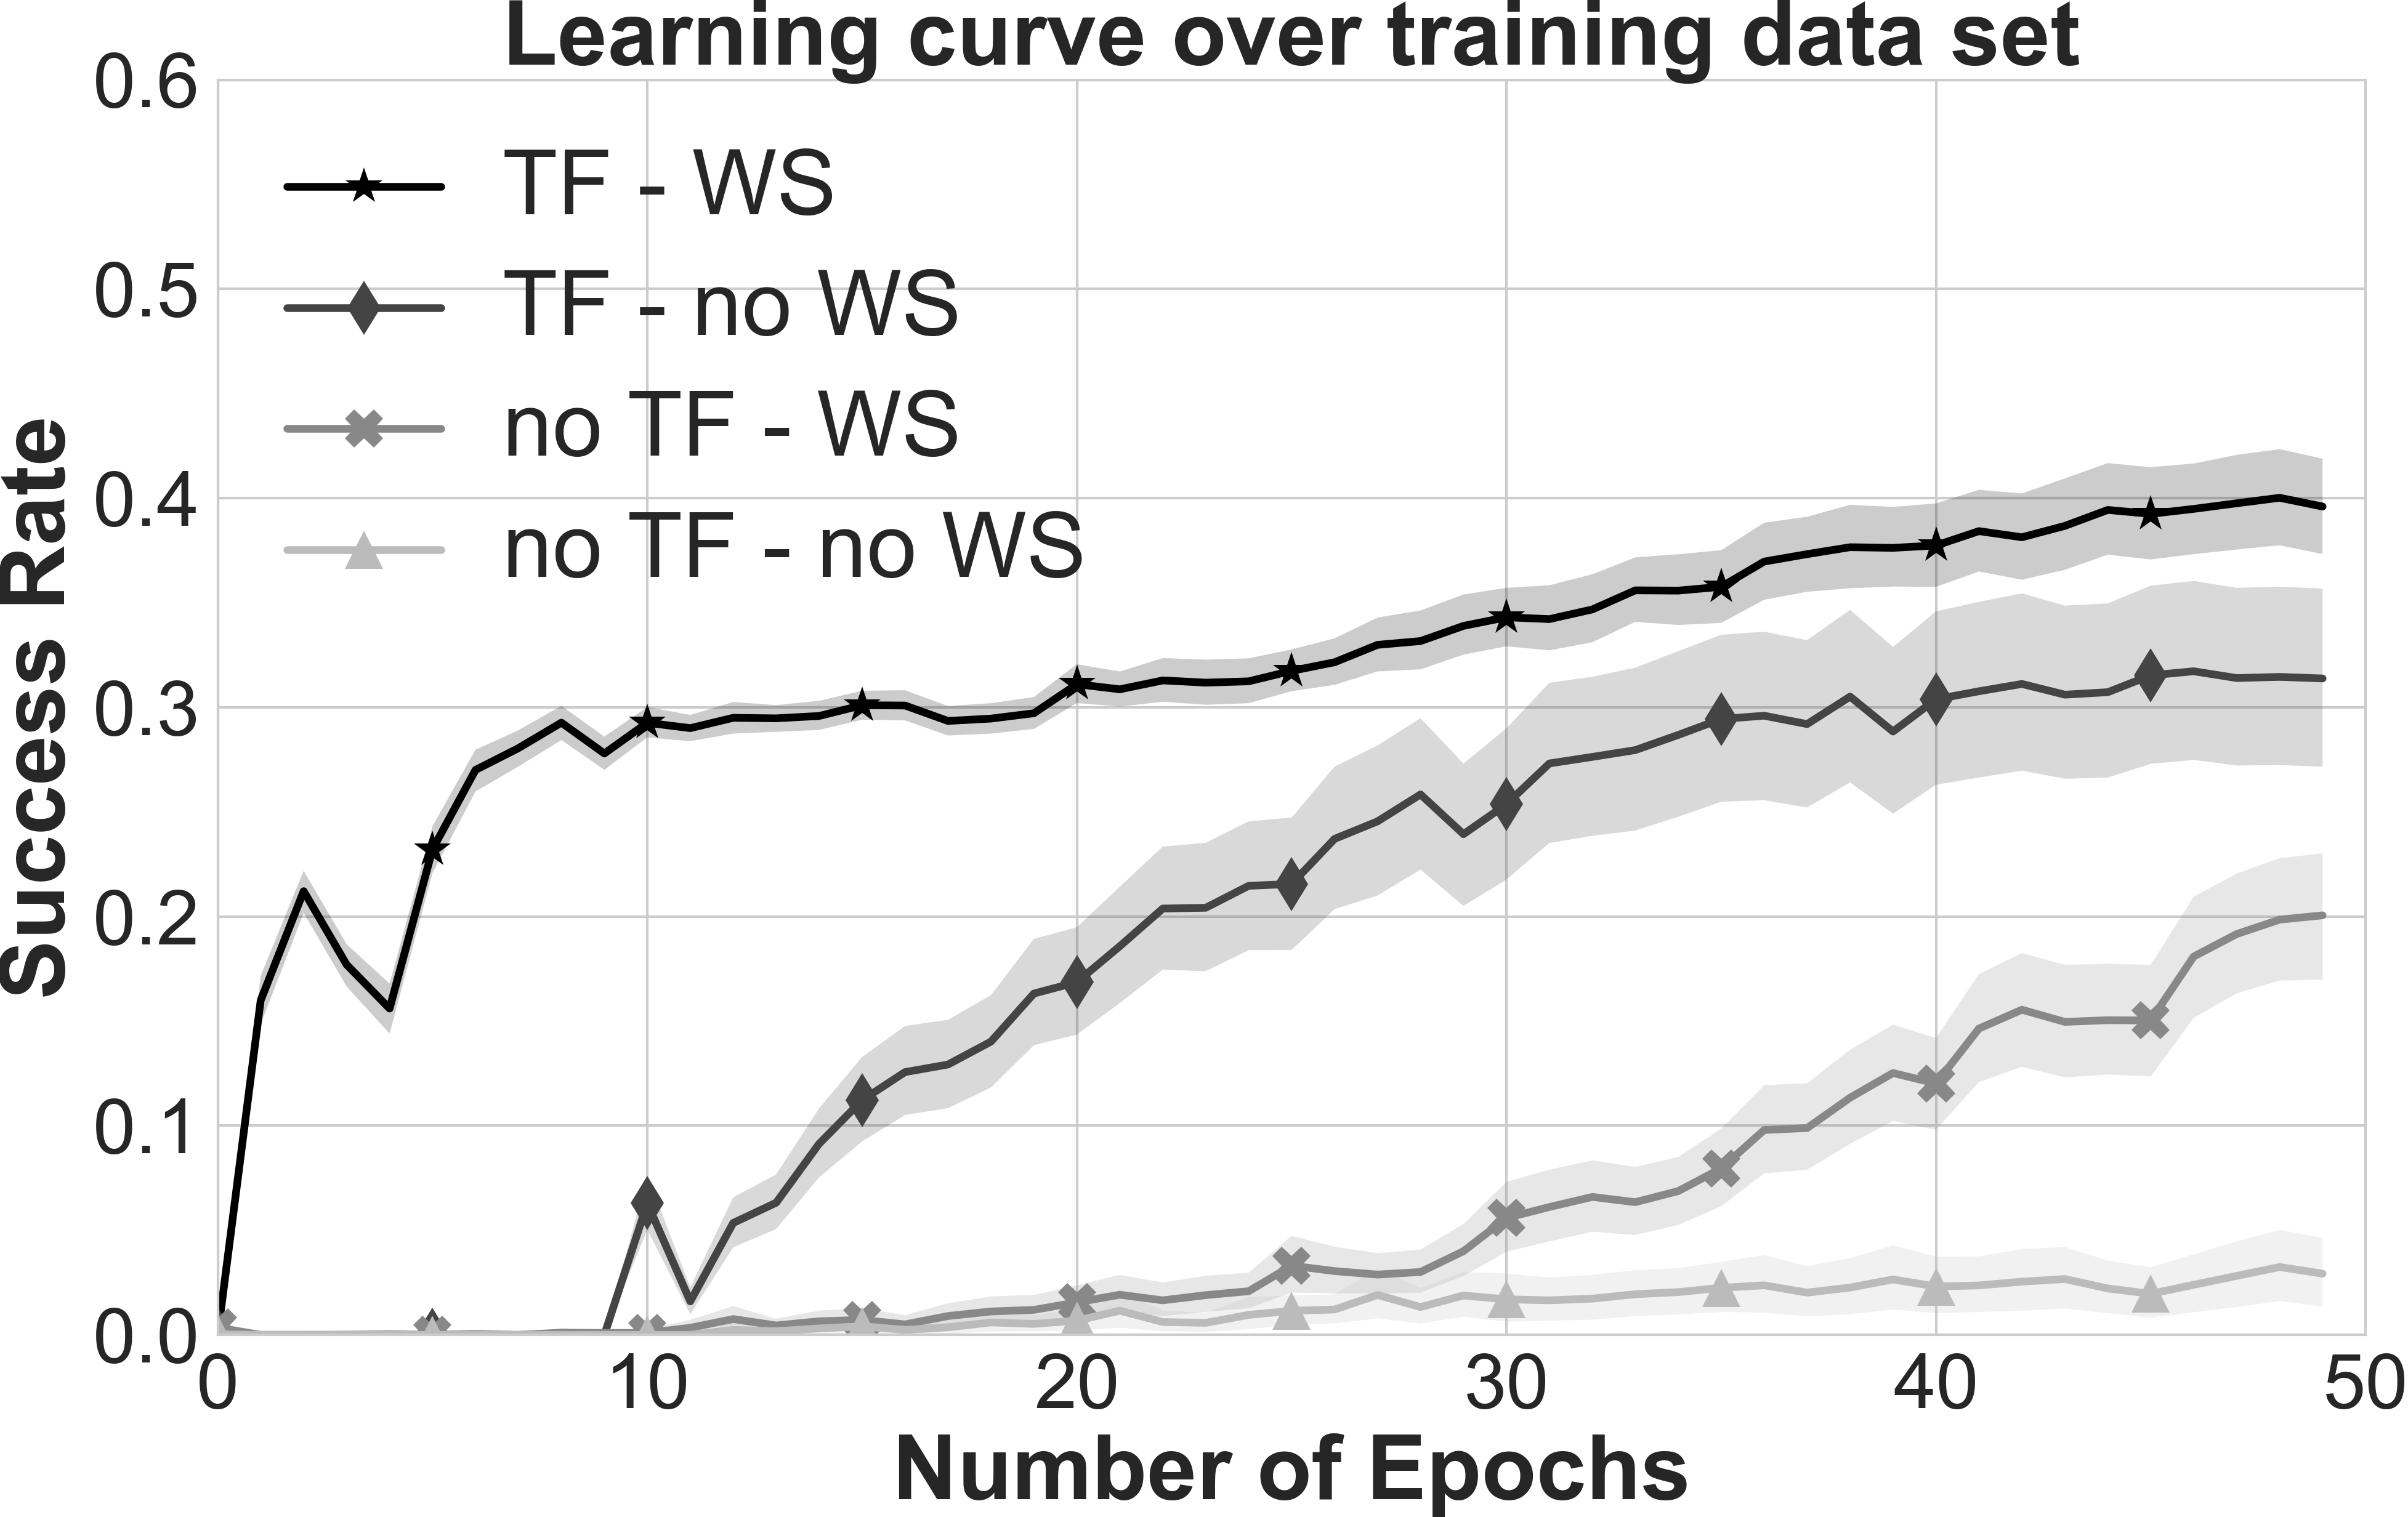 Learning curve over training data set
0.6
0.5
0.4
0.3
0.2
0.1
0.0
Success Rate
TF - WS
TF - no WS
no TF - WS
no TF - no WS
0 10 20 30 40 50
Number of Epochs